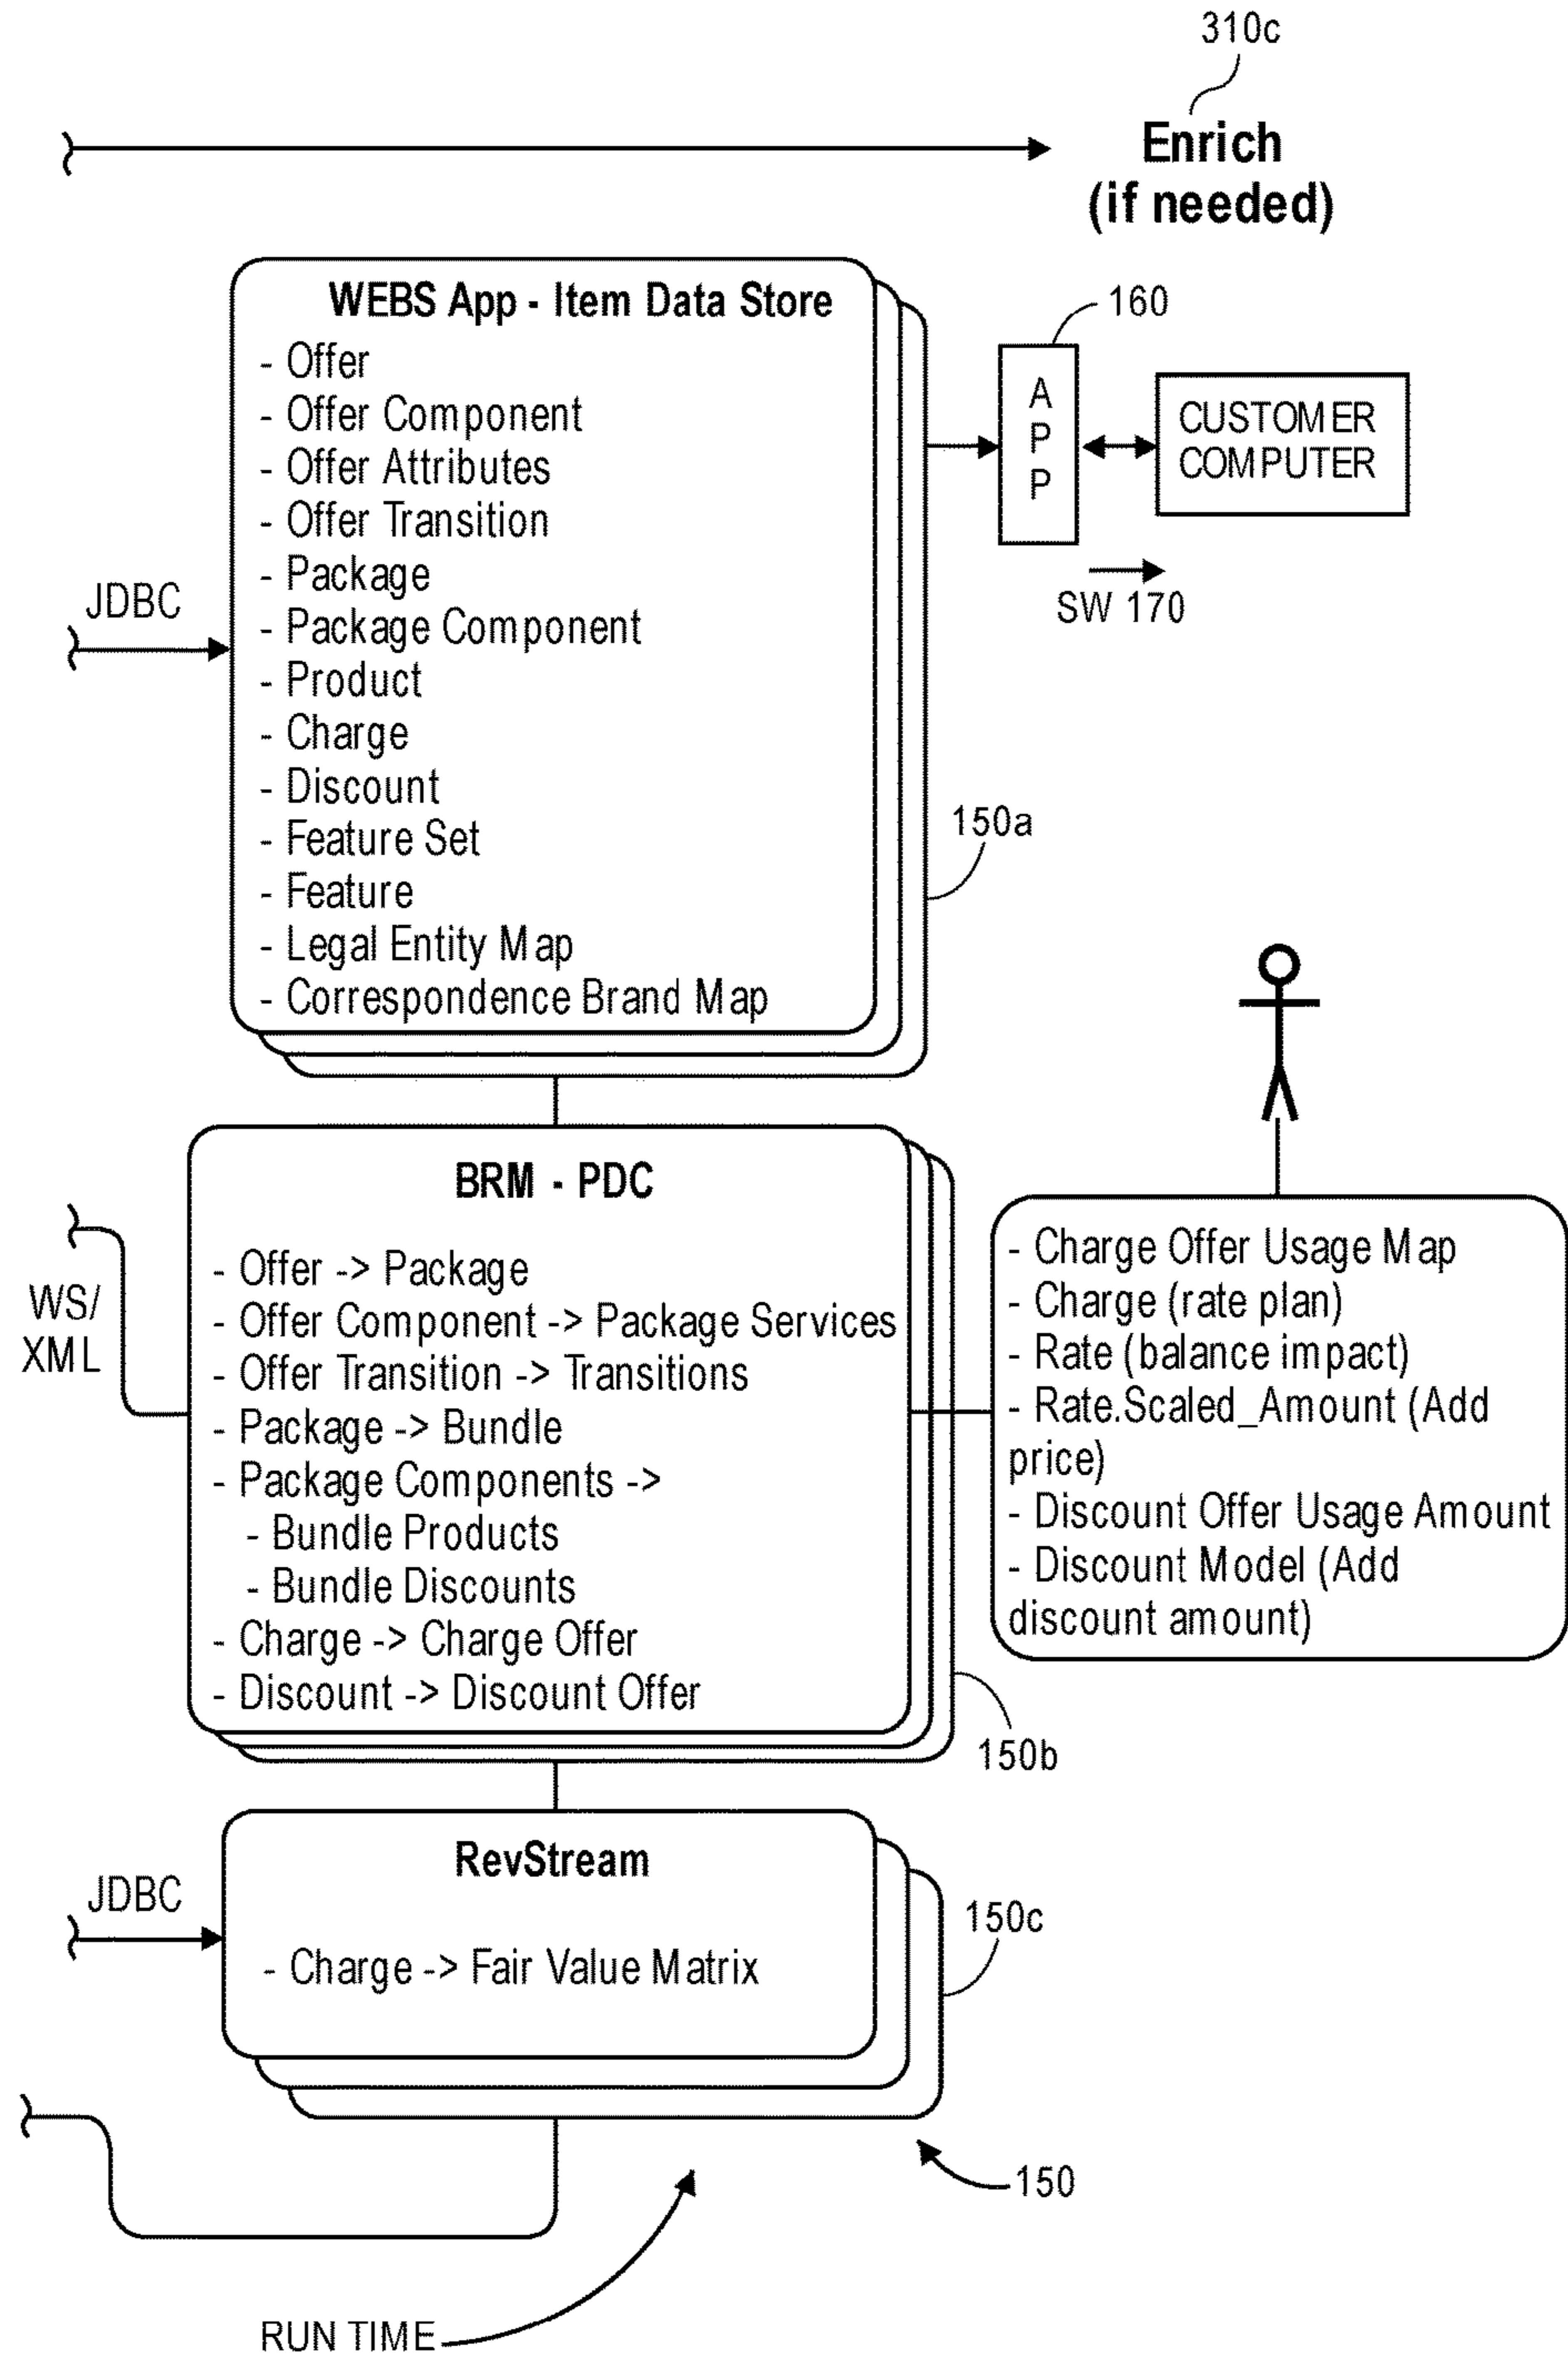 310c
Enrich
(if needed)
WEBS App - Item Data Store
- Offer
- Offer Component
- Offer Attributes
- Offer Transition
- Package
- Package Component
- Product
- Charge
- Discount
- Feature Set
- Feature
- Legal Entity Map
- Correspondence Brand Map
JDBC
160
A
P
P
CUSTOMER
COMPUTER
SW 170
150a
BRM - PDC
- Offer -> Package
- Offer Component -> Package Services
- Offer Transition -> Transitions
- Package -> Bundle
- Package Components ->
- Bundle Products
- Bundle Discounts
- Charge -> Charge Offer
- Discount -> Discount Offer
WS/
XML
- Charge Offer Usage Map
- Charge (rate plan)
- Rate (balance impact)
- Rate.Scaled_Amount (Add
price)
- Discount Offer Usage Amount
- Discount Model (Add
discount amount)
150b
RevStream
- Charge -> Fair Value Matrix
JDBC
150c
150
RUN TIME